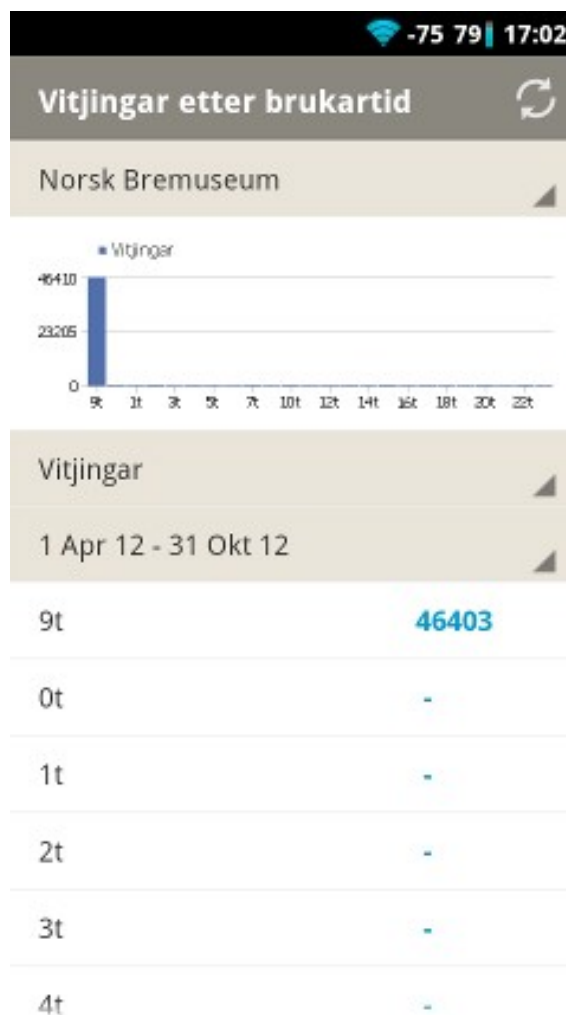 -75 79 17:02
Vitjingar etter brukartid
Norsk Bremuseum
Vitjingar
46410
23205
0
9t 1t 3t 5t 7t 10t 12t 14t 16t 18t 20t 22t
Vitjingar
1 Apr 12 - 31 Okt 12
9t 46403
0t -
1t -
2t -
3t -
4t -